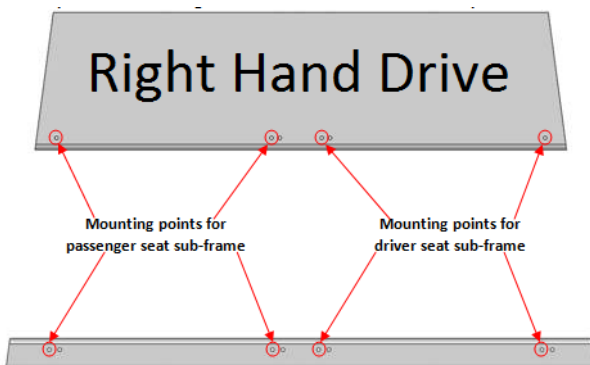 Right Hand Drive
Mounting points for
passenger seat sub-frame
Mounting points for
driver seat sub-frame